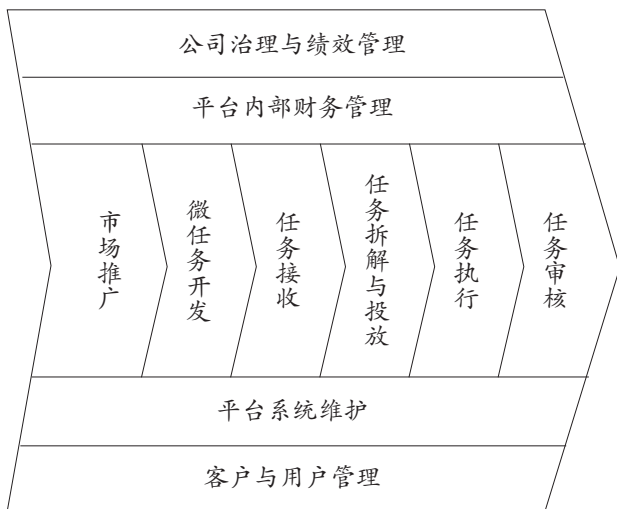 公司治理与绩效管理
平台内部财务管理
市场推广
微任务开发
任务接收
任务拆解与投放
任务执行
任务审核
平台系统维护
客户与用户管理